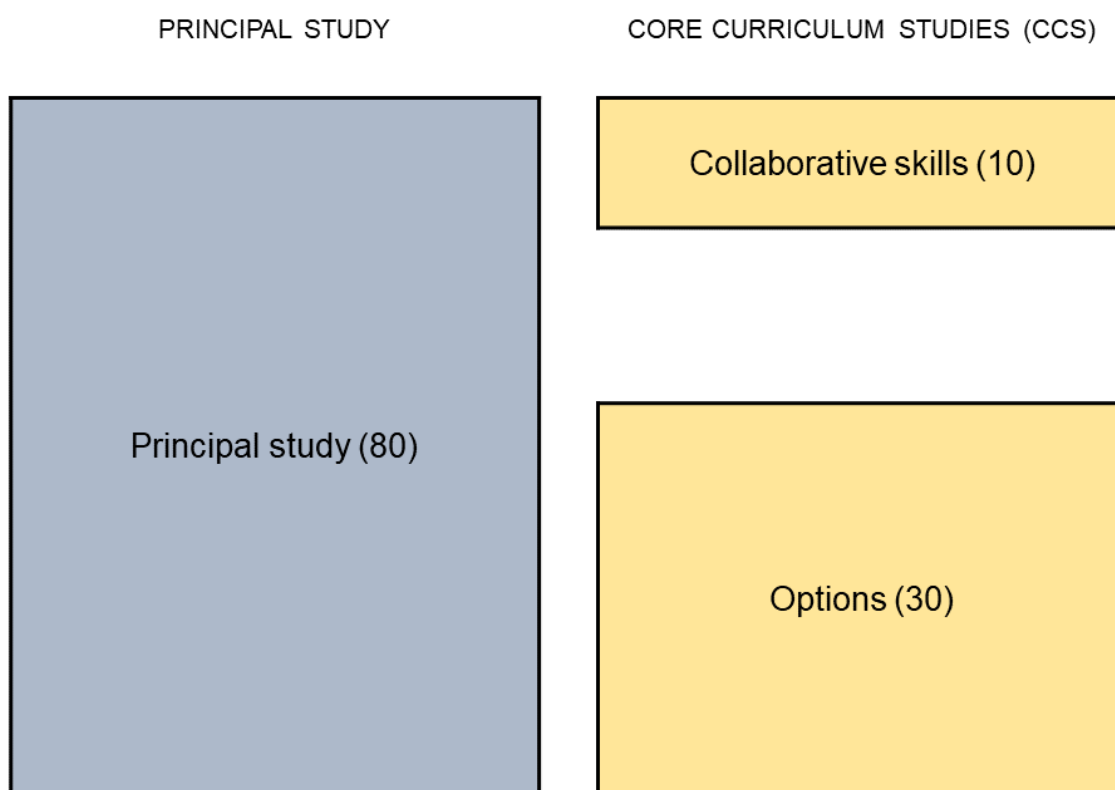 PRINCIPAL STUDY
CORE CURRICULUM STUDIES (CCS)
Collaborative skills (10)
Principal study (80)
Options (30)